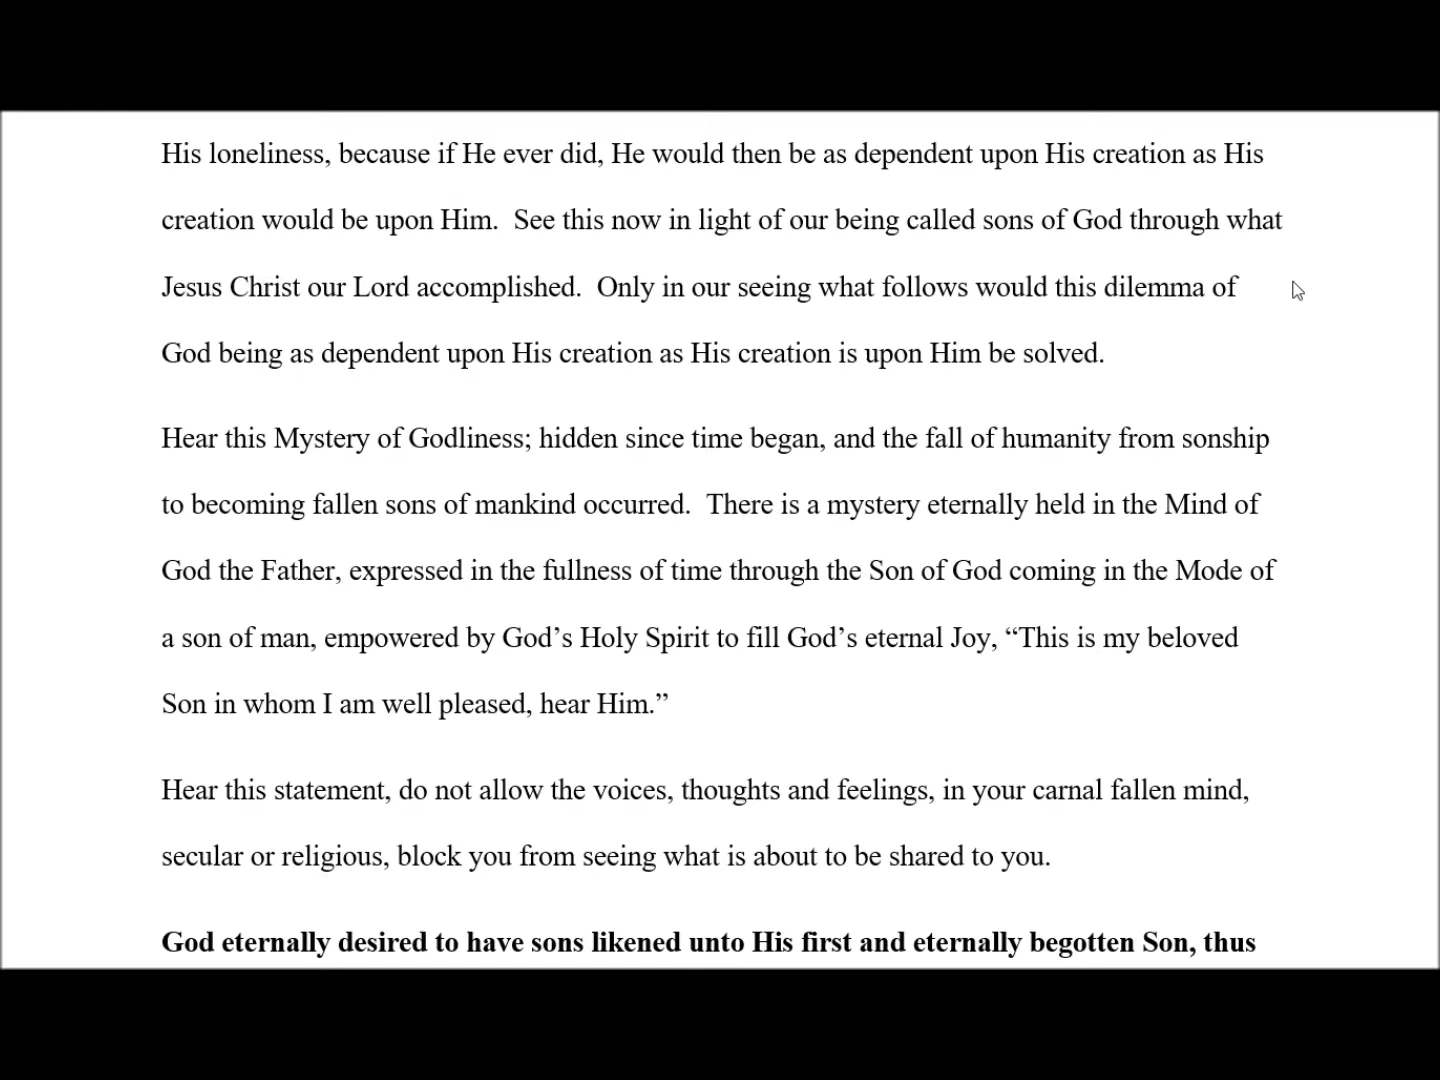 His loneliness, because if He ever did, He would then be as dependent upon His creation as His
creation would be upon Him.  See this now in light of our being called sons of God through what
Jesus Christ our Lord accomplished.  Only in our seeing what follows would this dilemma of
God being as dependent upon His creation as His creation is upon Him be solved.
Hear this Mystery of Godliness; hidden since time began, and the fall of humanity from sonship
to becoming fallen sons of mankind occurred.  There is a mystery eternally held in the Mind of
God the Father, expressed in the fullness of time through the Son of God coming in the Mode of
a son of man, empowered by God’s Holy Spirit to fill God’s eternal Joy, “This is my beloved
Son in whom I am well pleased, hear Him.”
Hear this statement, do not allow the voices, thoughts and feelings, in your carnal fallen mind,
secular or religious, block you from seeing what is about to be shared to you.
God eternally desired to have sons likened unto His first and eternally begotten Son, thus